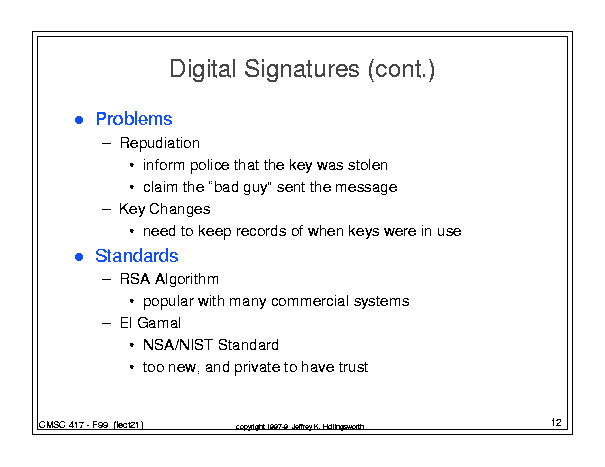 Digital Signatures (cont.)
● Problems
– Repudiation
• inform police that the key was stolen
• claim the "bad guy" sent the message
– Key Changes
• need to keep records of when keys were in use
● Standards
– RSA Algorithm
• popular with many commercial systems
– El Gamal
• NSA/NIST Standard
• too new, and private to have trust
CMSC 417 - F99 (lect21)
copyright 1997-9 Jeffrey K. Hollingsworth
12